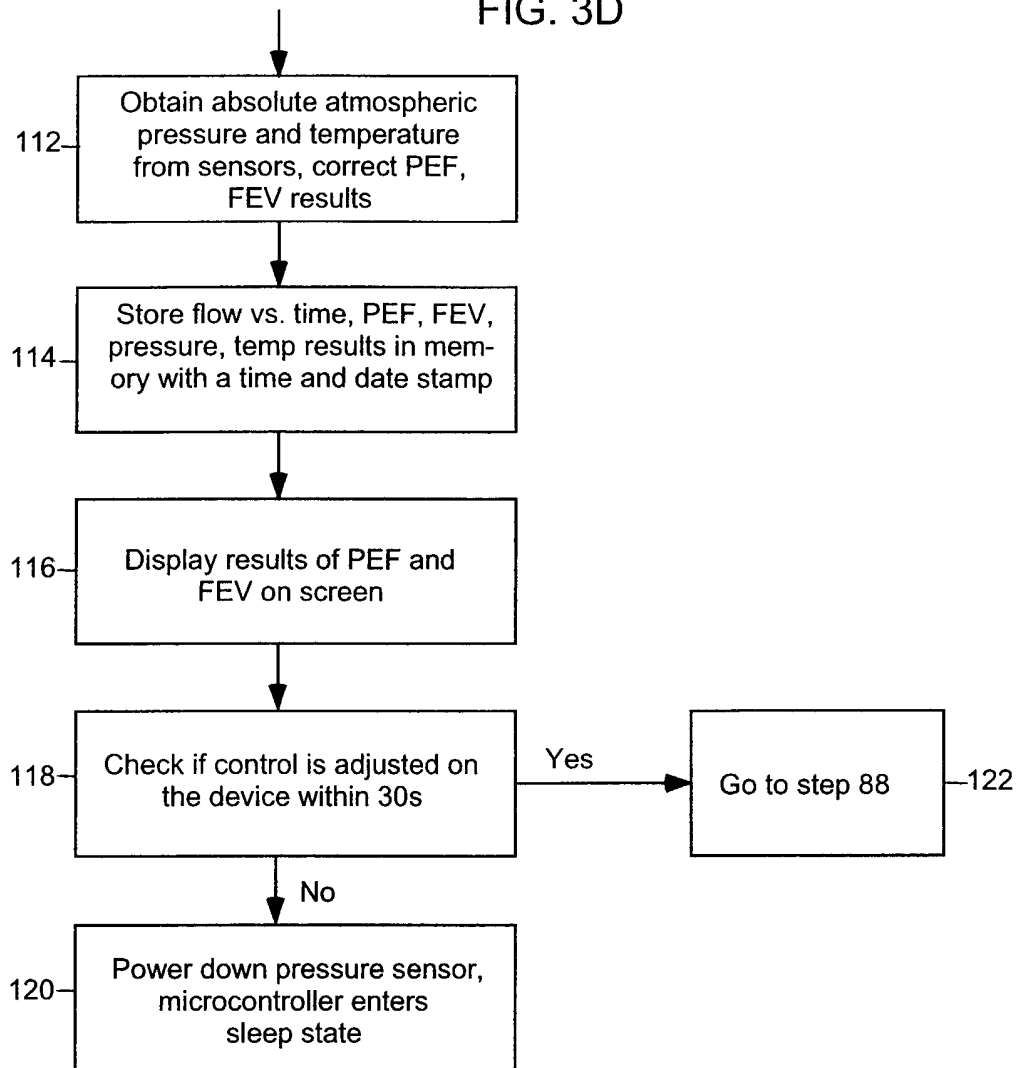 FIG. 3D
112
Obtain absolute atmospheric
pressure and temperature
from sensors, correct PEF,
FEV results
114
Store flow vs. time, PEF, FEV,
pressure, temp results in mem-
ory with a time and date stamp
116
Display results of PEF and
FEV on screen
118
Check if control is adjusted on
the device within 30s
Yes
Go to step 88
122
No
120
Power down pressure sensor,
microcontroller enters
sleep state